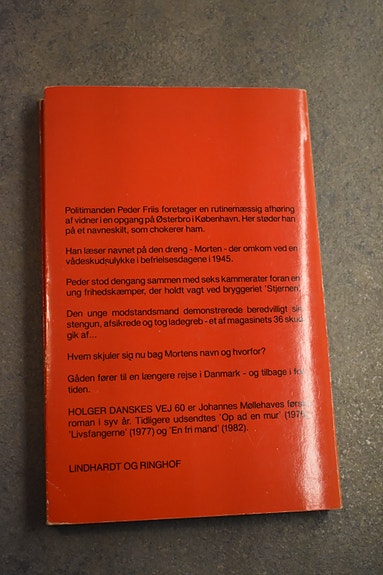 Politimanden Peder Friis foretager en rutinemæssig afhøring
af vidner i en opgang på Østerbro i København. Her støder han
på et navneskilt, som chokerer ham.
Han læser navnet på den dreng - Morten - der omkom ved en
vådeskudsulykke i befrielsesdagene i 1945.
Peder stod dengang sammen med seks kammerater foran en
ung frihedskæmper, der holdt vagt ved bryggeriet 'Stjernen'.
Den unge modstandsmand demonstrerede beredvilligt sin
stengun, afsikrede og tog ladegreb - et af magasinets 36 skud
gik af...
Hvem skjuler sig nu bag Mortens navn og hvorfor?
Gåden fører til en længere rejse i Danmark - og tilbage i
tiden.
HOLGER DANSKES VEJ 60 er Johannes Møllehaves
roman i syv år. Tidligere udsendtes 'Op ad en mur'
'Livsfangerne' (1977) og 'En fri mand' (1982).
LINDHARDT OG RINGHOF